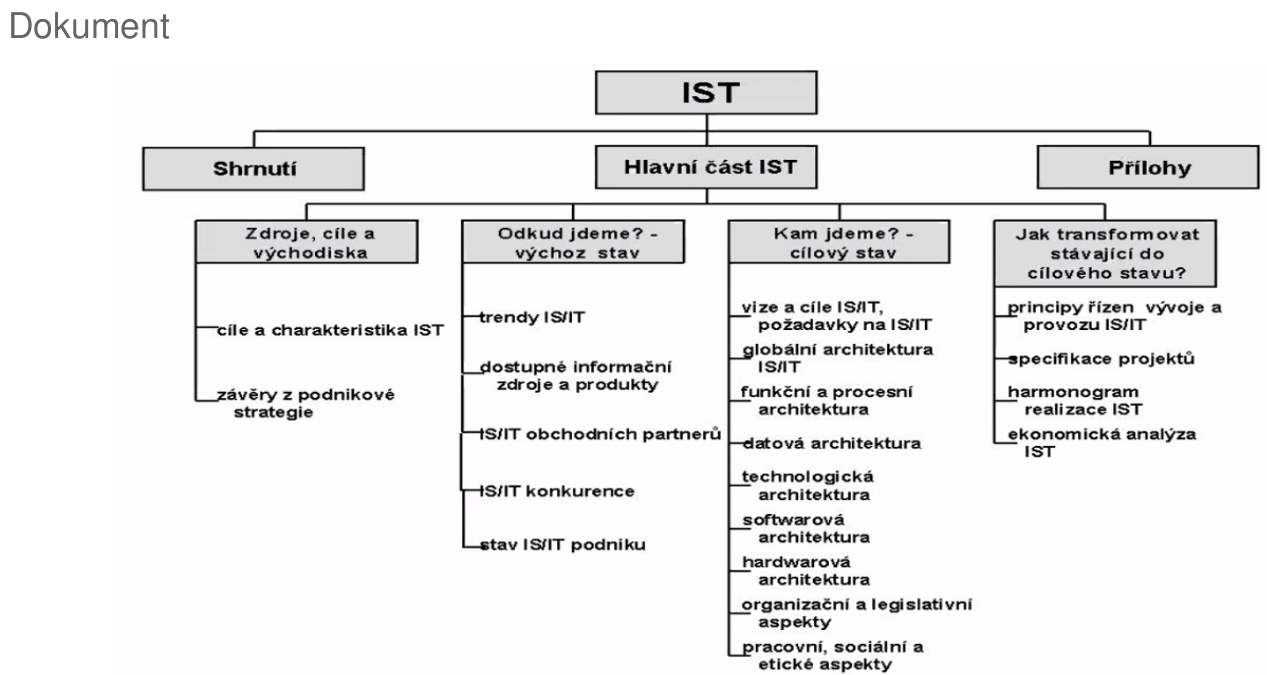 Dokument
IST
Shrnutí
Hlavní část IST
Přílohy
Zdroje, cíle a
východiska
cíle a charakteristika IST
závěry z podnikové
strategie
Odkud jdeme? -
výchoz stav
trendy IS/IT
dostupné informační
zdroje a produkty
IS/IT obchodních partnerů
IS/IT konkurence
stav IS/IT podniku
Kam jdeme? -
cílový stav
vize a cíle IS/IT,
požadavky na IS/IT
globální architektura
IS/IT
funkční a procesní
architektura
datová architektura
technologická
architektura
softwarová
architektura
hardwarová
architektura
organizační a legislativní
aspekty
pracovní, sociální a
etické aspekty
Jak transformovat
stávající do
cílového stavu?
principy řízen vývoje a
provozu IS/IT
specifikace projektů
harmonogram
realizace IST
ekonomická analýza
IST